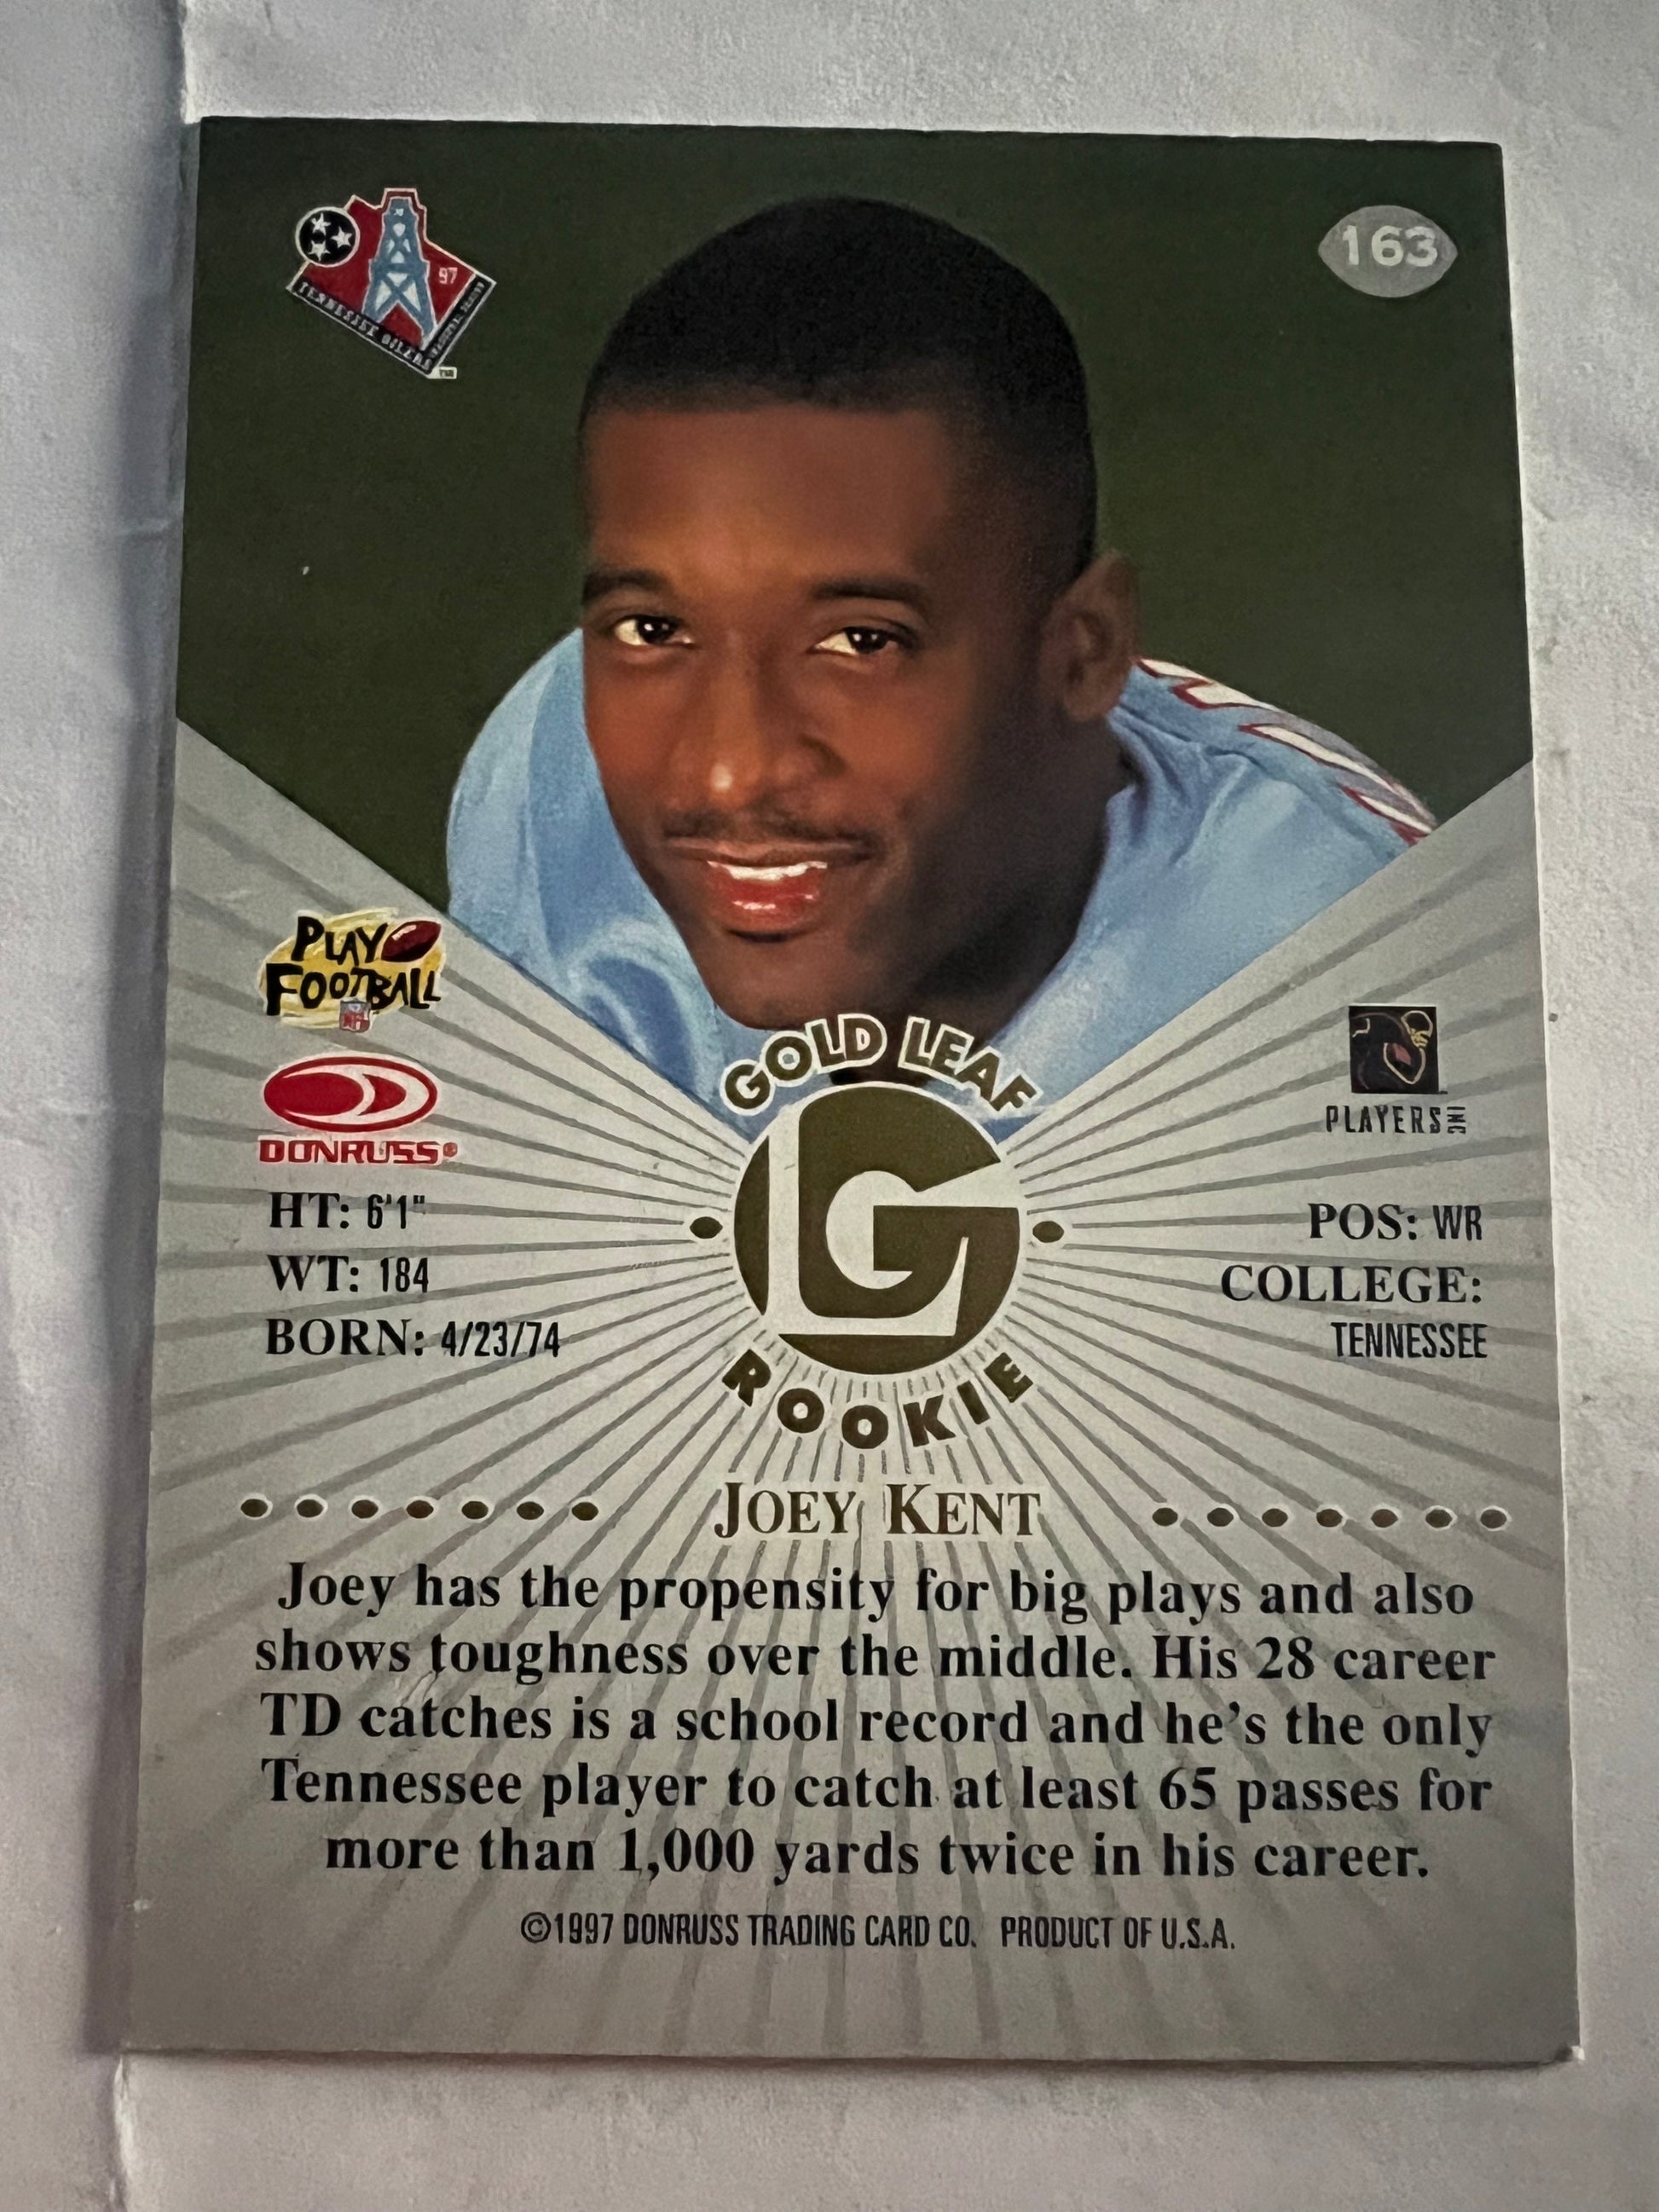 163
97
TENNESSEE OILERS
TM
PLAY
FOOTBALL
NFL
GOLD LEAF
PLAYERS INC
DONRUSS®
HT: 6'1"
POS: WR
WT: 184
COLLEGE:
BORN: 4/23/74
TENNESSEE
ROOKIE
JOEY KENT
Joey has the propensity for big plays and also
shows toughness over the middle. His 28 career
TD catches is a school record and he's the only
Tennessee player to catch at least 65 passes for
more than 1,000 yards twice in his career.
©1997 DONRUSS TRADING CARD CO. PRODUCT OF U.S.A.